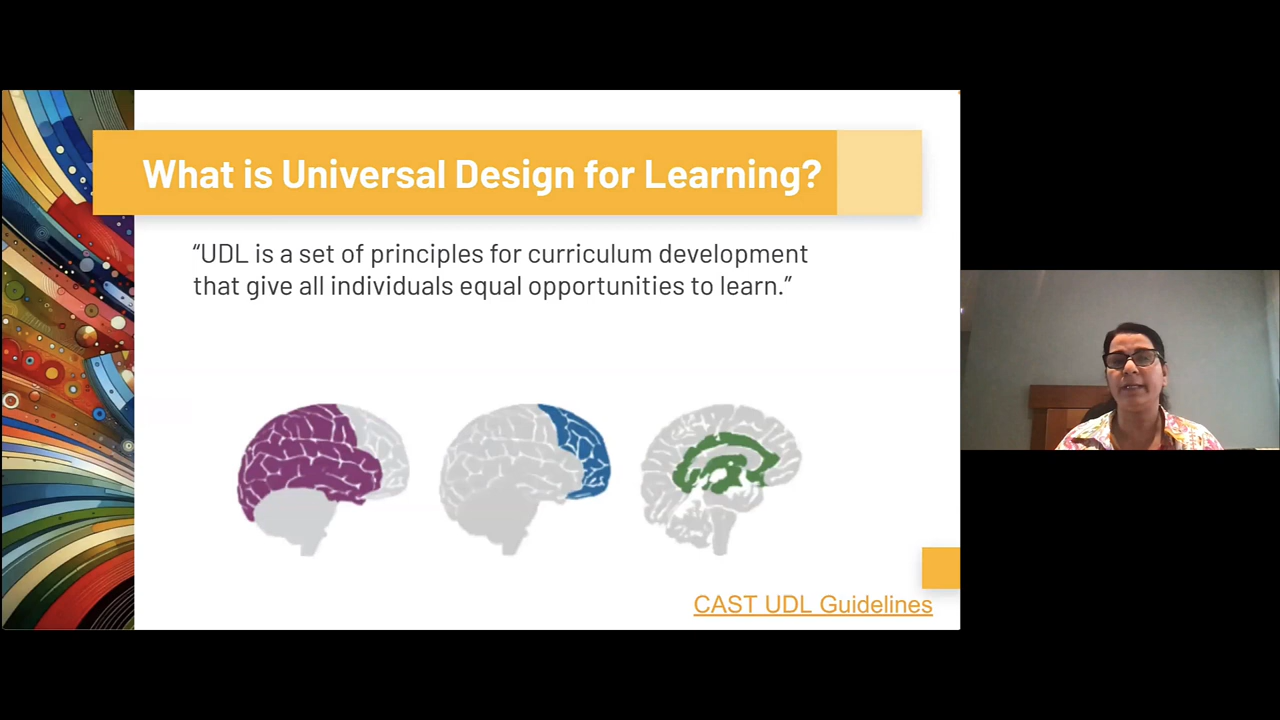 What is Universal Design for Learning?
“UDL is a set of principles for curriculum development
that give all individuals equal opportunities to learn.”
CAST UDL Guidelines